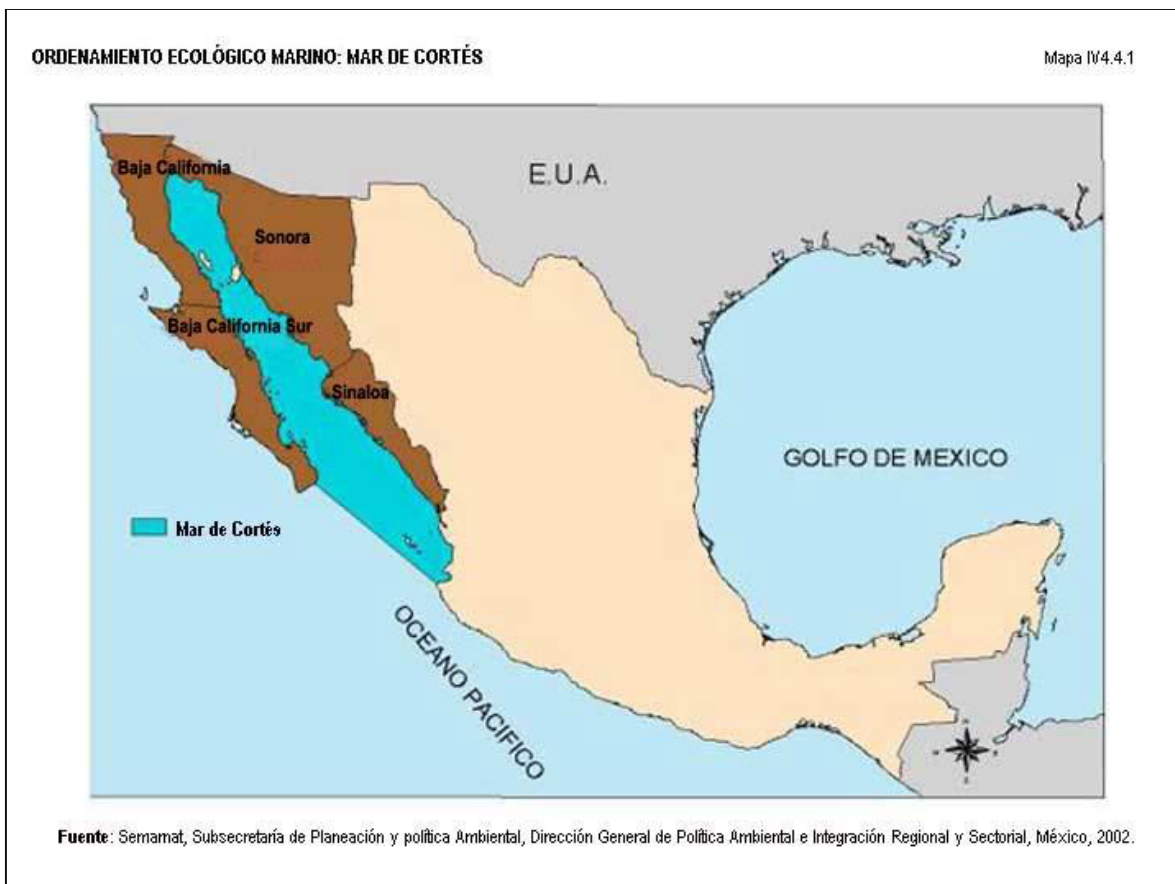 ORDENAMIENTO ECOLÓGICO MARINO: MAR DE CORTÉS
Mapa IV4.4.1
E.U.A.
Baja California
Sonora
Baja California Sur
Sinaloa
GOLFO DE MEXICO
Mar de Cortés
OCEANO PACIFICO
Fuente: Semarnat, Subsecretaría de Planeación y política Ambiental, Dirección General de Política Ambiental e Integración Regional y Sectorial, México, 2002.